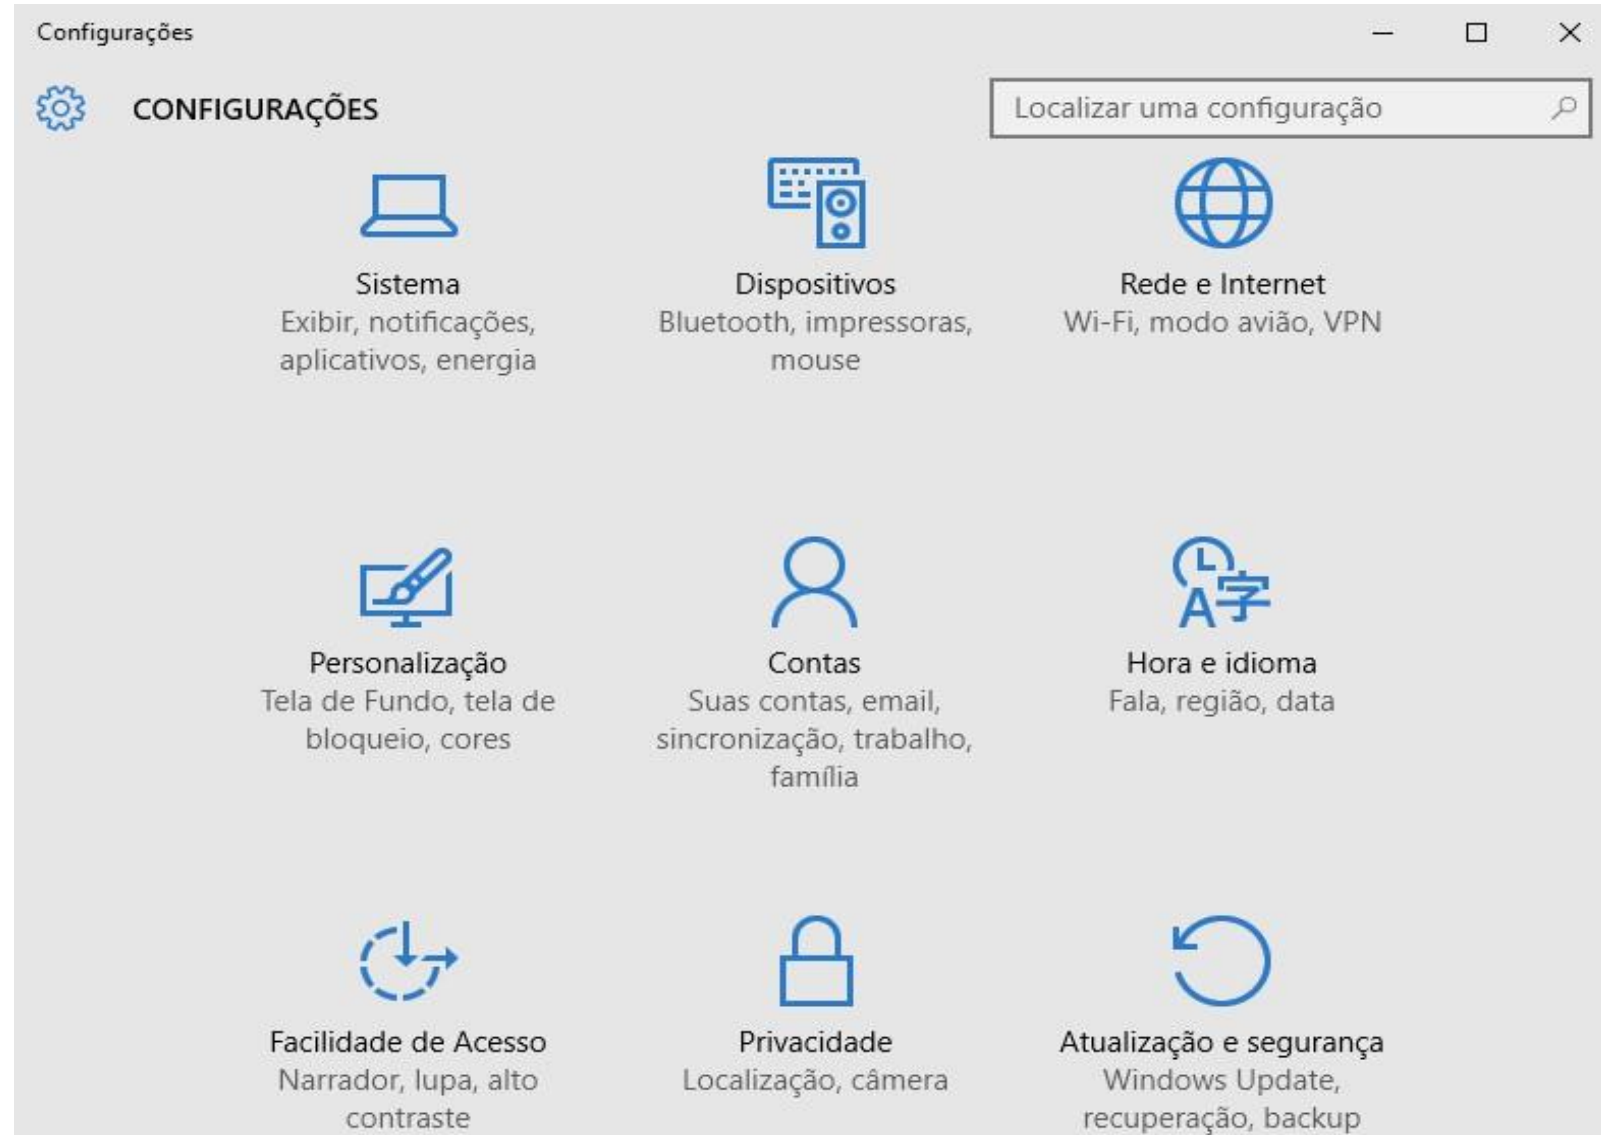 Configurações
CONFIGURAÇÕES
Localizar uma configuração
Sistema
Exibir, notificações,
aplicativos, energia
Dispositivos
Bluetooth, impressoras,
mouse
Rede e Internet
Wi-Fi, modo avião, VPN
Personalização
Tela de Fundo, tela de
bloqueio, cores
Contas
Suas contas, email,
sincronização, trabalho,
família
Hora e idioma
Fala, região, data
Facilidade de Acesso
Narrador, lupa, alto
contraste
Privacidade
Localização, câmera
Atualização e segurança
Windows Update,
recuperação, backup